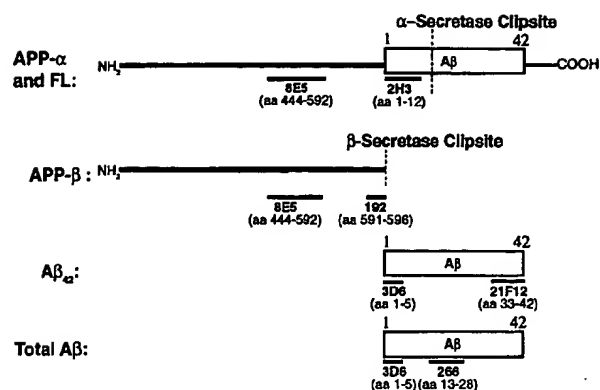 α-Secretase Clipsite
1 42
APP-α
and FL:
NH2 Aβ COOH
8E5 2H3
(aa 444-592) (aa 1-12)
β-Secretase Clipsite
APP-β : NH2
8E5 192
(aa 444-592) (aa 591-596)
1 42
Aβ42: Aβ
3D6 21F12
(aa 1-5) (aa 33-42)
1 42
Total Aβ: Aβ
3D6 266
(aa 1-5) (aa 13-28)